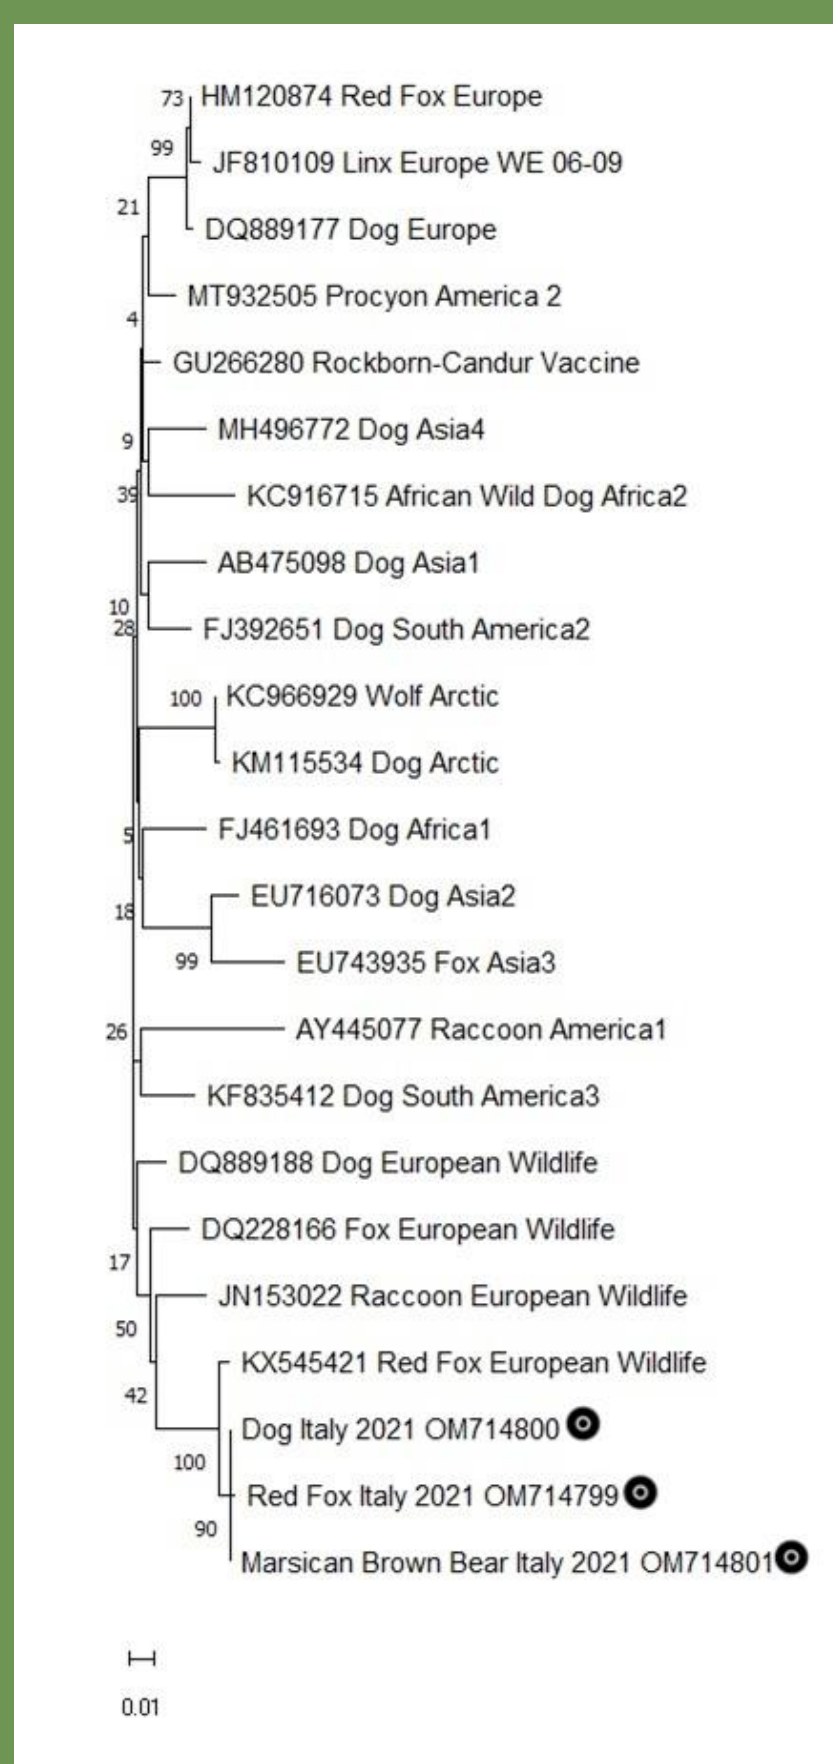 73 HM120874 Red Fox Europe
99
JF810109 Linx Europe WE 06-09
21
DQ889177 Dog Europe
MT932505 Procyon America 2
4
GU266280 Rockborn-Candur Vaccine
MH496772 Dog Asia4
9
39
KC916715 African Wild Dog Africa2
AB475098 Dog Asia1
10
28
FJ392651 Dog South America2
100 KC966929 Wolf Arctic
KM115534 Dog Arctic
FJ461693 Dog Africa1
5
EU716073 Dog Asia2
18
99
EU743935 Fox Asia3
26
AY445077 Raccoon America1
KF835412 Dog South America3
DQ889188 Dog European Wildlife
DQ228166 Fox European Wildlife
17
JN153022 Raccoon European Wildlife
50
KX545421 Red Fox European Wildlife
42
Dog Italy 2021 OM714800
100
Red Fox Italy 2021 OM714799
90
Marsican Brown Bear Italy 2021 OM714801
0.01